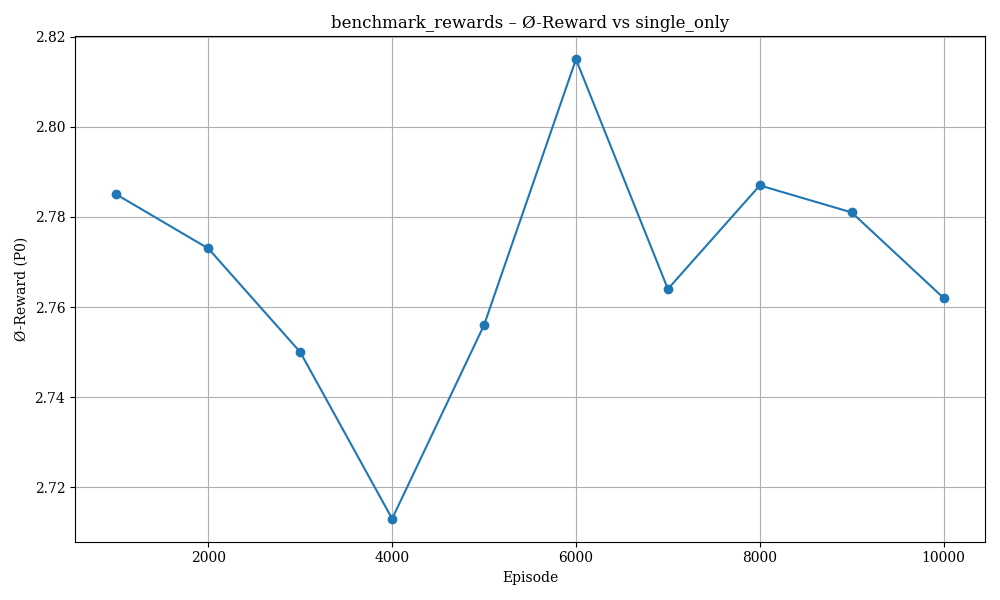 benchmark_rewards – Ø-Reward vs single_only
2.82
2.80
2.78
2.76
2.74
2.72
Ø-Reward (P0)
2000 4000 6000 8000 10000
Episode